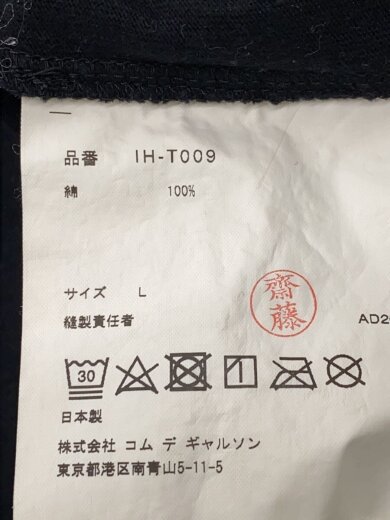 品番 IH-T009
綿 100%
サイズ L
縫製責任者 齋藤
AD2
30
日本製
株式会社 コム デ ギャルソン
東京都港区南青山5-11-5